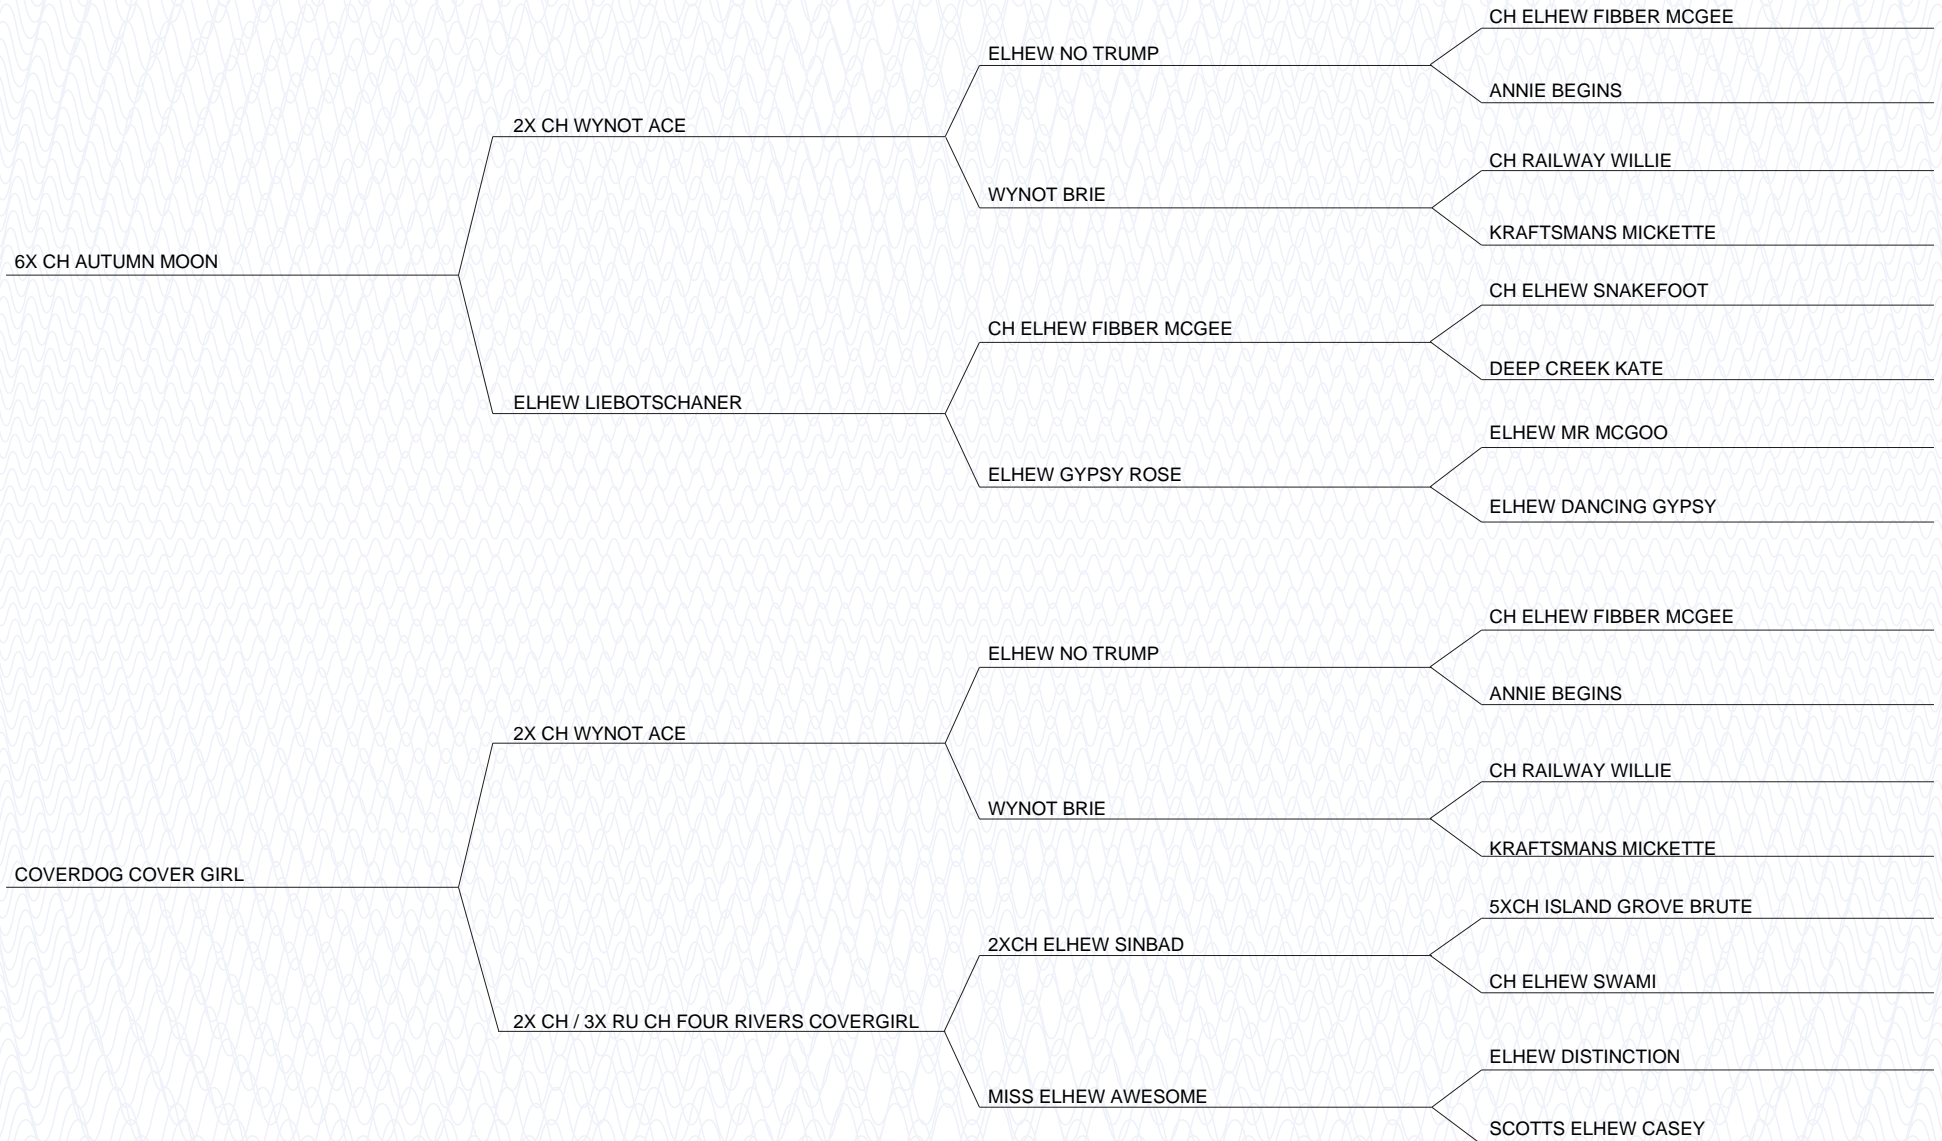 CH ELHEW FIBBER MCGEE
ELHEW NO TRUMP
ANNIE BEGINS
2X CH WYNOT ACE
CH RAILWAY WILLIE
WYNOT BRIE
KRAFTSMANS MICKETTE
6X CH AUTUMN MOON
CH ELHEW SNAKEFOOT
CH ELHEW FIBBER MCGEE
DEEP CREEK KATE
ELHEW LIEBOTSCHANER
ELHEW MR MCGOO
ELHEW GYPSY ROSE
ELHEW DANCING GYPSY
CH ELHEW FIBBER MCGEE
ELHEW NO TRUMP
ANNIE BEGINS
2X CH WYNOT ACE
CH RAILWAY WILLIE
WYNOT BRIE
KRAFTSMANS MICKETTE
COVERDOG COVER GIRL
5XCH ISLAND GROVE BRUTE
2XCH ELHEW SINBAD
CH ELHEW SWAMI
2X CH / 3X RU CH FOUR RIVERS COVERGIRL
ELHEW DISTINCTION
MISS ELHEW AWESOME
SCOTTS ELHEW CASEY